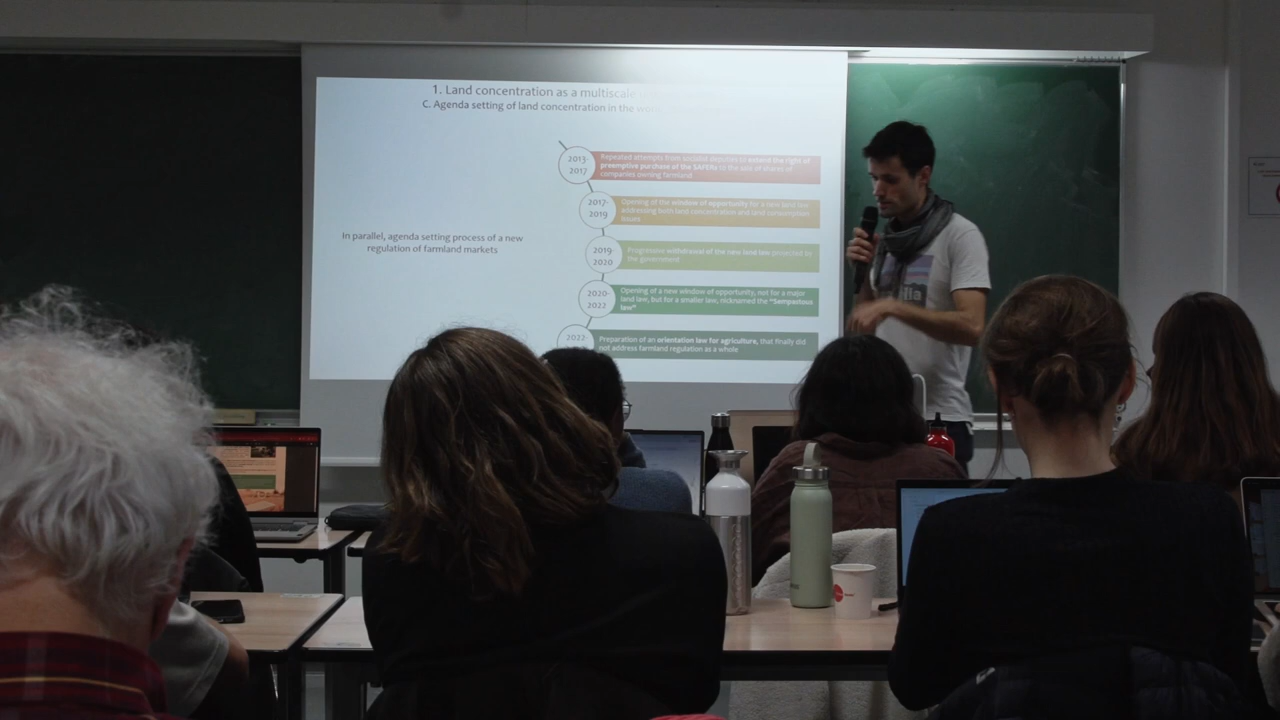 1. Land concentration as a multiscale
C. Agenda setting of land concentration in the
In parallel, agenda setting process of a new
regulation of farmland markets
2013-
2017
Repeated attempts from socialist deputies to extend the right of
preemptive purchase of the SAFERs to the sale of shares of
companies owning farmland
2017-
2019
Opening of the window of opportunity for a new land law
addressing both land concentration and land consumption
issues
2019-
2020
Progressive withdrawal of the new land law projected by
the government
2020-
2022
Opening of a new window of opportunity, not for a major
land law, but for a smaller law, nicknamed the "Sempastous
law"
2022-
Preparation of an orientation law for agriculture, that finally did
not address farmland regulation as a whole